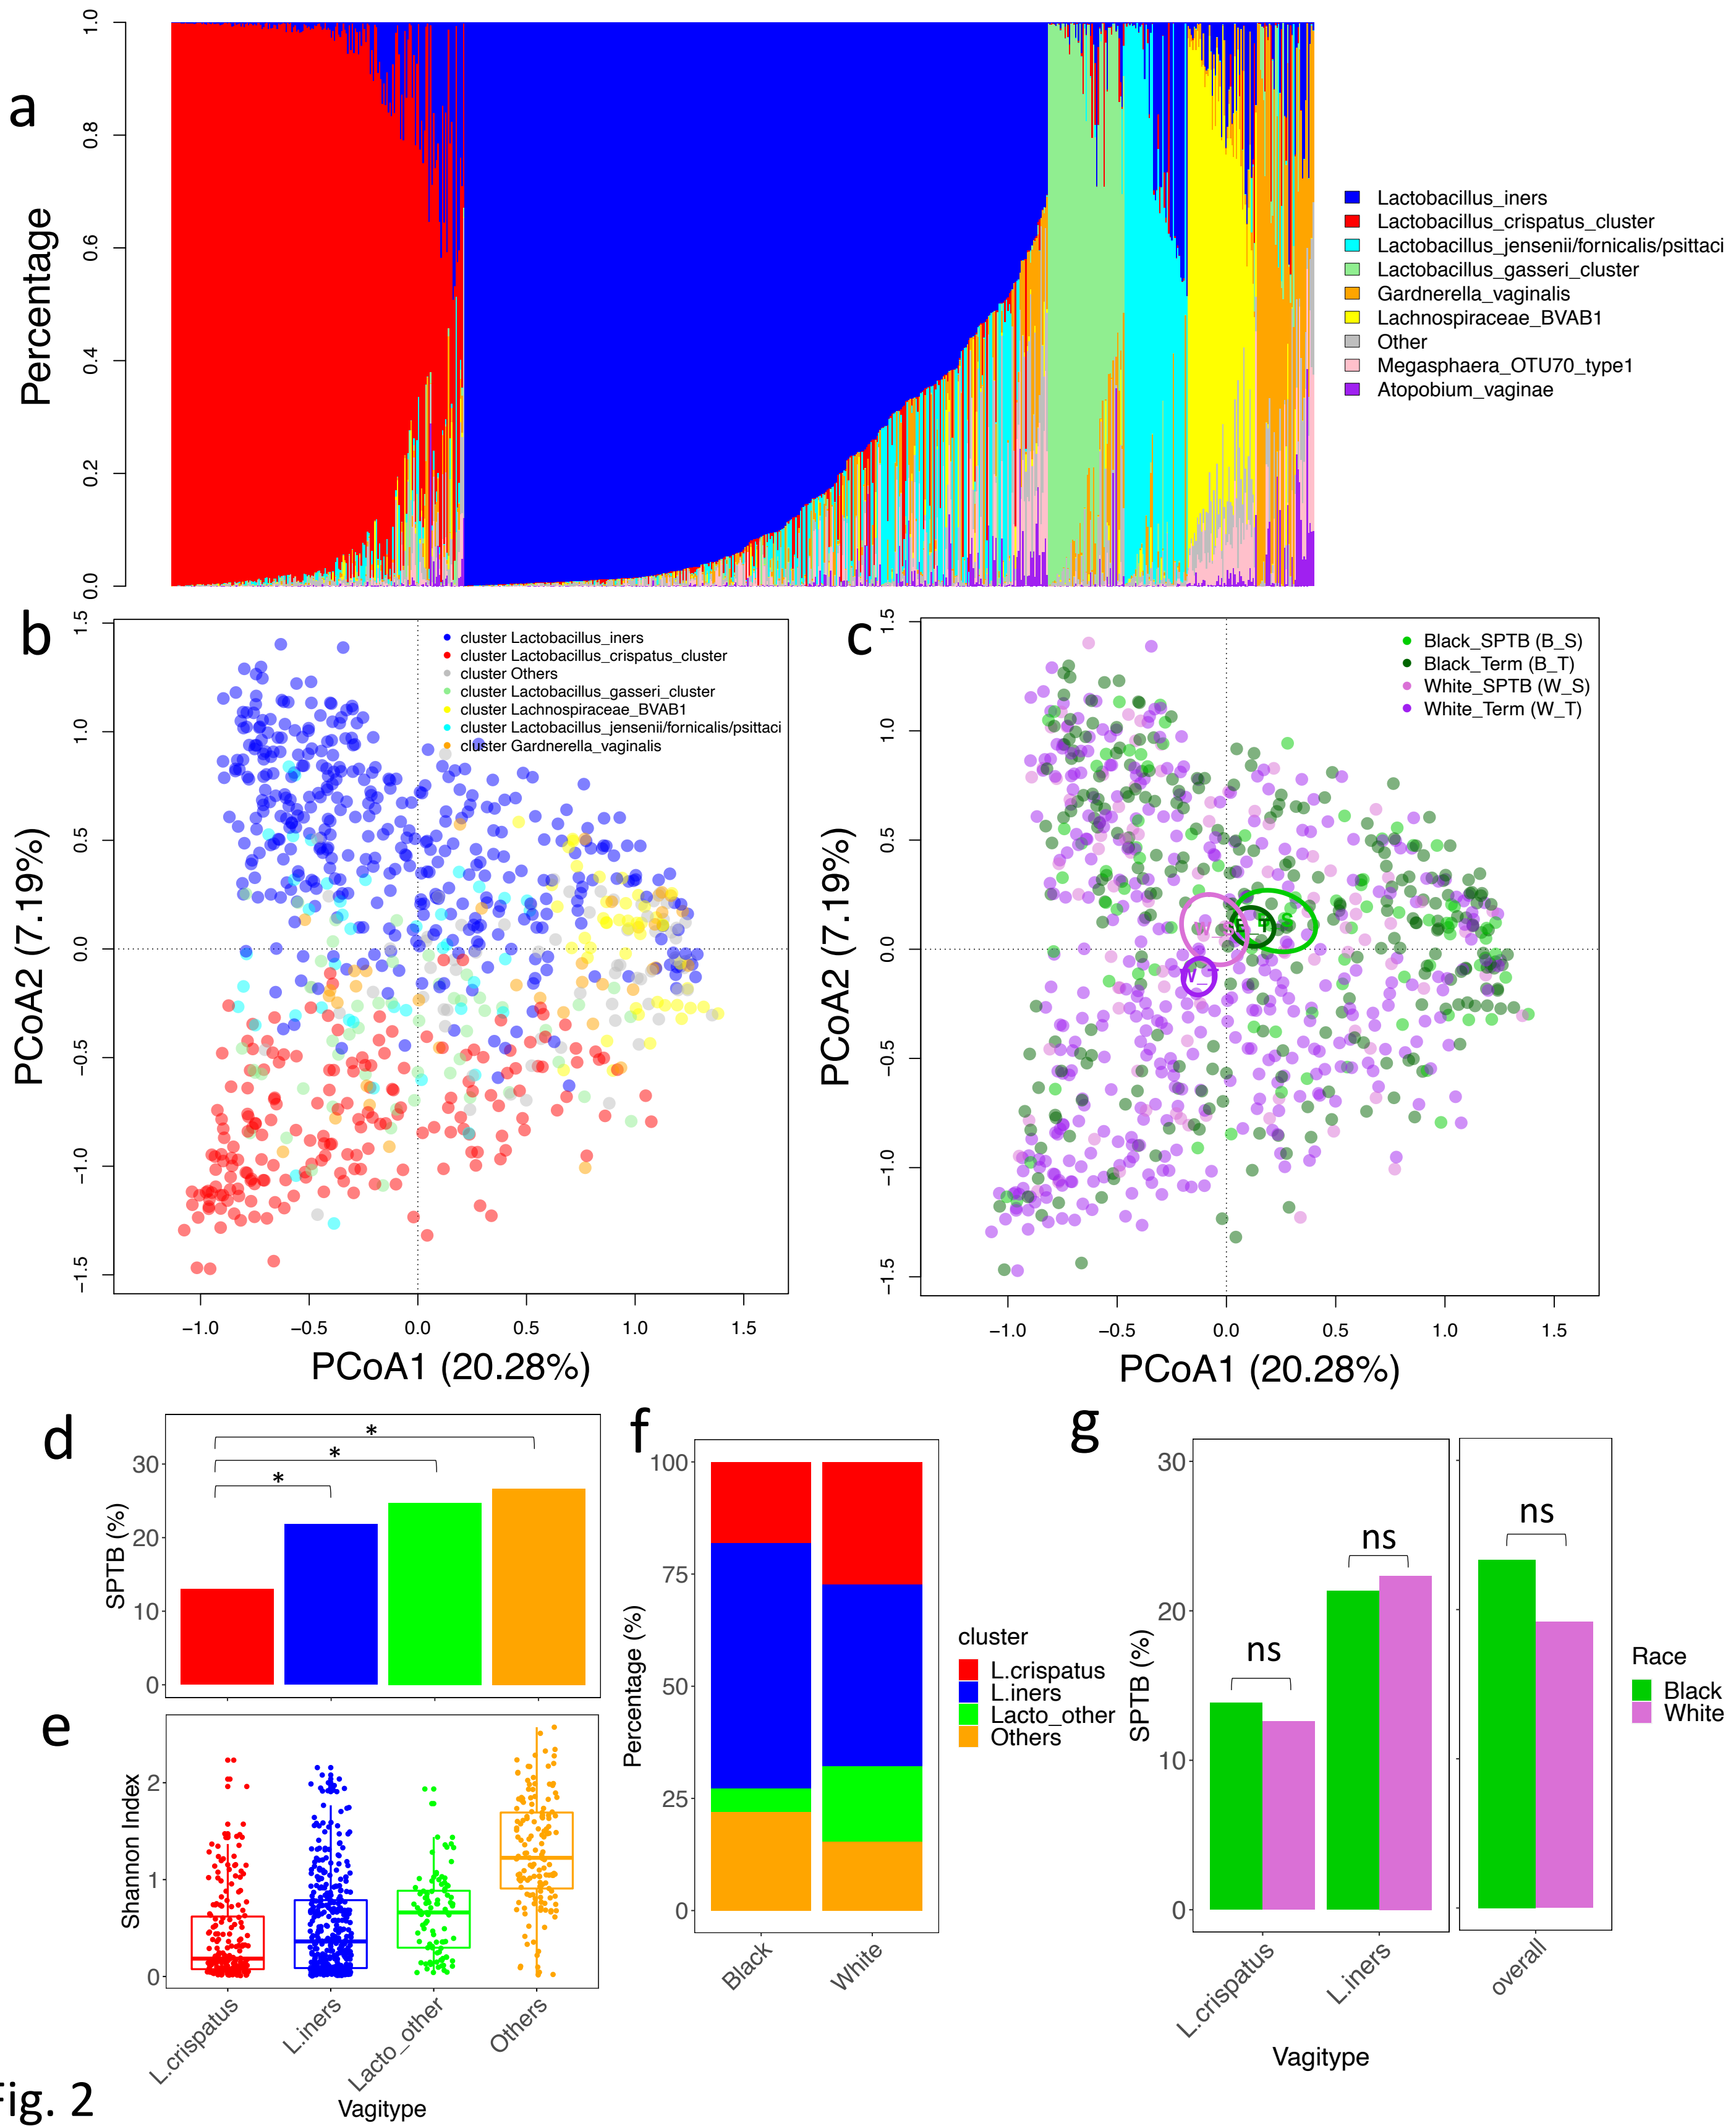 a
Percentage
1.0
0.8
0.6
0.4
0.2
0.0
Lactobacillus_iners
Lactobacillus_crispatus_cluster
Lactobacillus_jensenii/fornicalis/psittaci
Lactobacillus_gasseri_cluster
Gardnerella_vaginalis
Lachnospiraceae_BVAB1
Other
Megasphaera_OTU70_type1
Atopobium_vaginae
b
PCoA2 (7.19%)
1.5
1.0
0.5
0.0
−0.5
−1.0
−1.5
cluster Lactobacillus_iners
cluster Lactobacillus_crispatus_cluster
cluster Others
cluster Lactobacillus_gasseri_cluster
cluster Lachnospiraceae_BVAB1
cluster Lactobacillus_jensenii/fornicalis/psittaci
cluster Gardnerella_vaginalis
−1.0 −0.5 0.0 0.5 1.0 1.5
PCoA1 (20.28%)
c
PCoA2 (7.19%)
1.5
1.0
0.5
0.0
−0.5
−1.0
−1.5
Black_SPTB (B_S)
Black_Term (B_T)
White_SPTB (W_S)
White_Term (W_T)
−1.0 −0.5 0.0 0.5 1.0 1.5
PCoA1 (20.28%)
d
SPTB (%)
30
20
10
0
*
*
*
e
Shannon Index
2
1
0
L.crispatus
L.iners
Lacto_other
Others
Vagitype
f
Percentage (%)
100
75
50
25
0
Black
White
cluster
L.crispatus
L.iners
Lacto_other
Others
g
SPTB (%)
30
20
10
0
ns
ns
ns
L.crispatus
L.iners
overall
Vagitype
Race
Black
White
Fig. 2